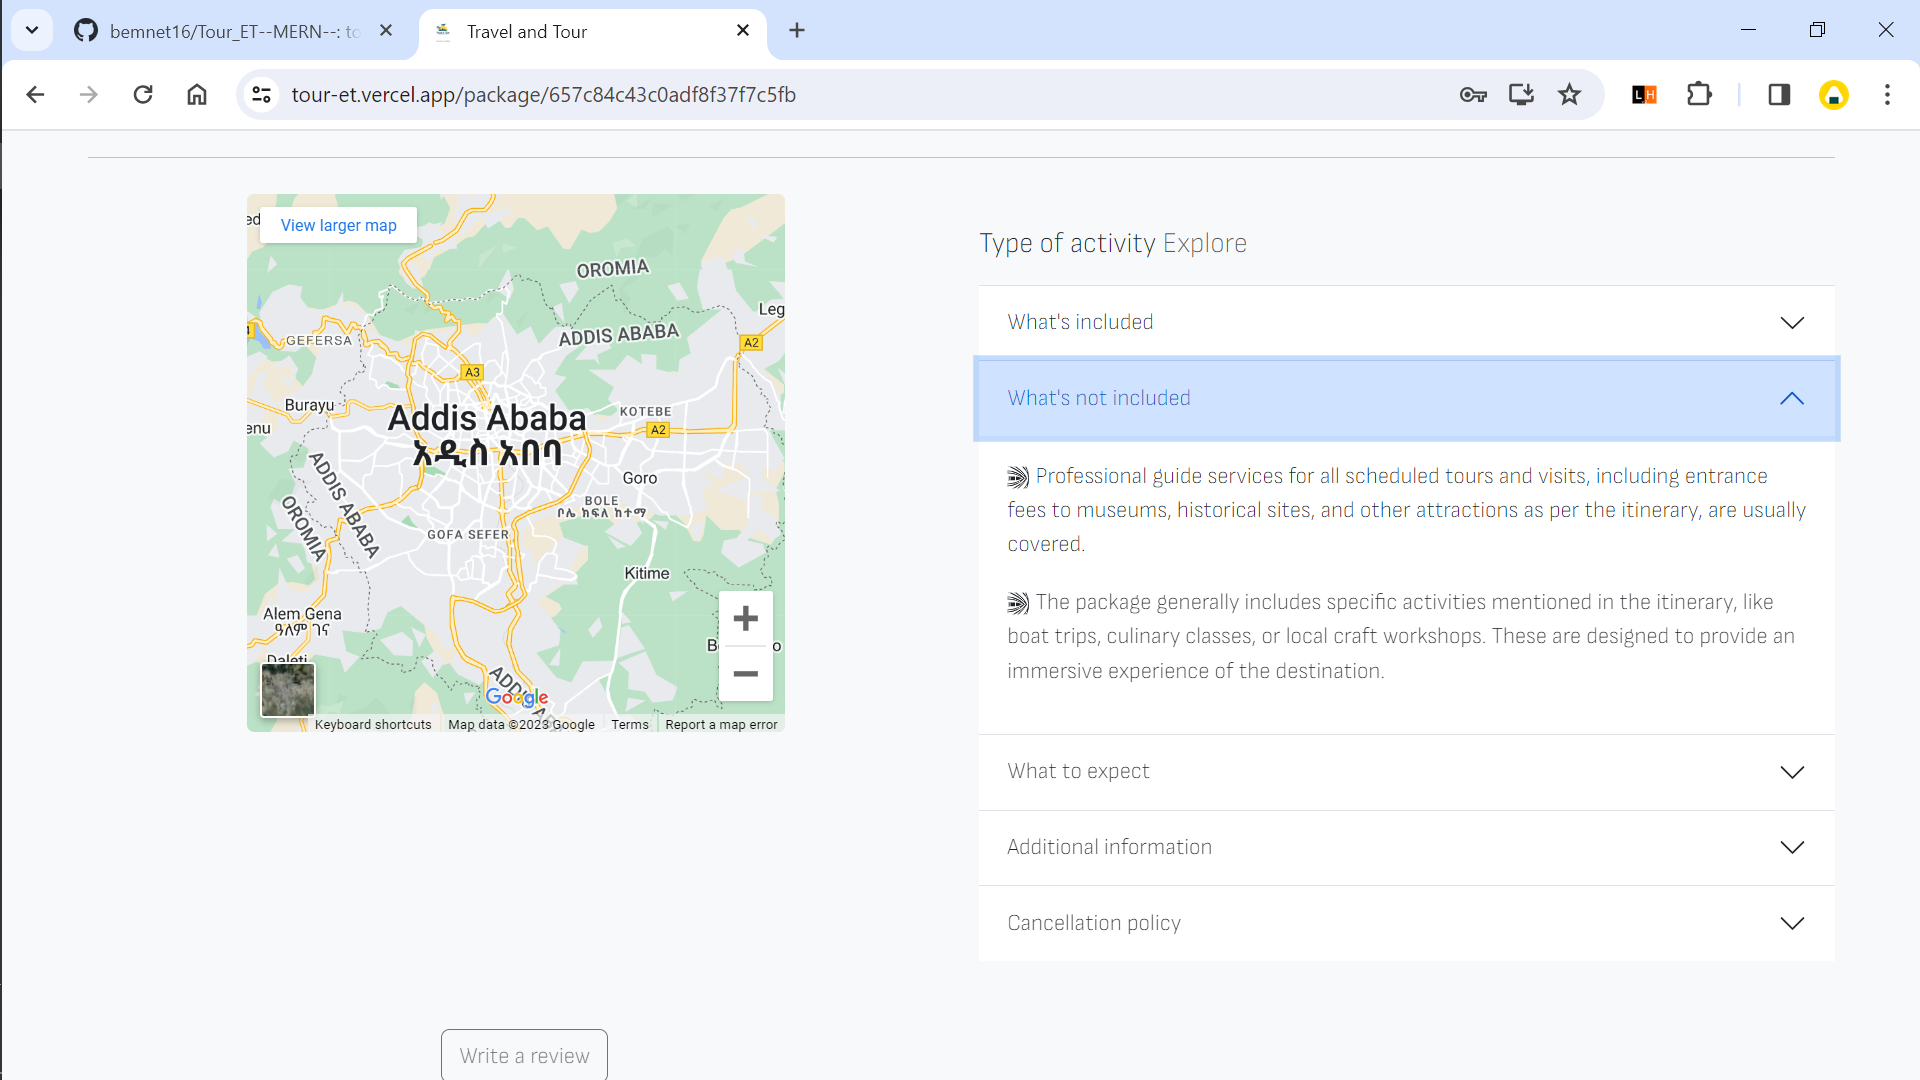 bemnet16/Tour_ET--MERN--: to
Travel and Tour
tour-et.vercel.app/package/657c84c43c0adf8f37f7c5fb
LH
View larger map
OROMIA
Leg
ADDIS ABABA
GEFERSA
A2
A3
Burayu
Addis Ababa
KOTEBE
enu
A2
አዲስ አበባ
ADDIS ABABA
Goro
OROMIA
BOLE
ቦሌ ክፍለ ከተማ
GOFA SEFER
Kitime
Alem Gena
ዓለም ገና
Daleti
Google
Keyboard shortcuts
Map data ©2023 Google
Terms
Report a map error
Type of activity Explore
What's included
What's not included
Professional guide services for all scheduled tours and visits, including entrance
fees to museums, historical sites, and other attractions as per the itinerary, are usually
covered.
The package generally includes specific activities mentioned in the itinerary, like
boat trips, culinary classes, or local craft workshops. These are designed to provide an
immersive experience of the destination.
What to expect
Additional information
Cancellation policy
Write a review